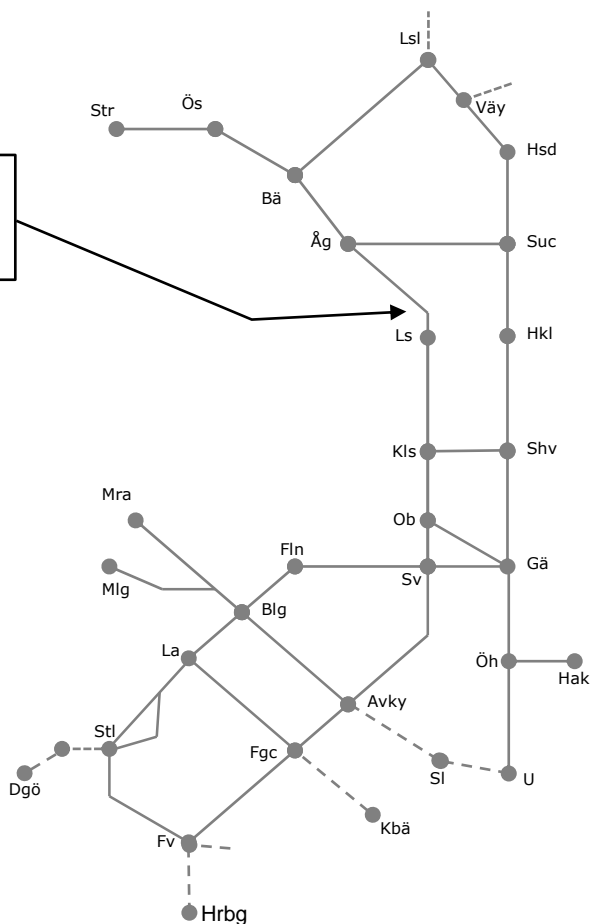 Lsl
Väy
Str
Ös
Hsd
Bä
Åg
Suc
Ls
Hkl
Kls
Shv
Mra
Ob
Fln
Mlg
Sv
Gä
Blg
La
Öh
Hak
Avky
Stl
Fgc
Sl
U
Dgö
Kbä
Fv
Hrbg